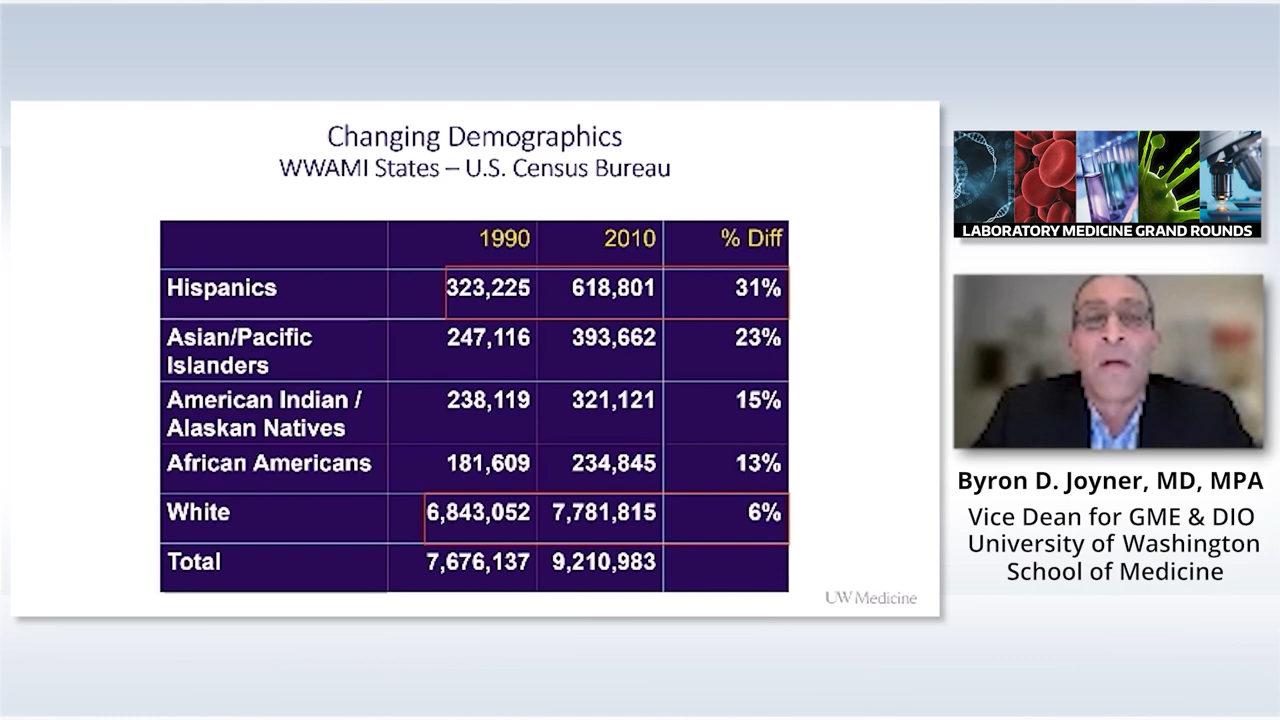 Changing Demographics
WWAMI States – U.S. Census Bureau
1990 2010 % Diff
Hispanics 323,225 618,801 31%
Asian/Pacific
Islanders 247,116 393,662 23%
American Indian /
Alaskan Natives 238,119 321,121 15%
African Americans 181,609 234,845 13%
White 6,843,052 7,781,815 6%
Total 7,676,137 9,210,983
UW Medicine
LABORATORY MEDICINE GRAND ROUNDS
Byron D. Joyner, MD, MPA
Vice Dean for GME & DIO
University of Washington
School of Medicine